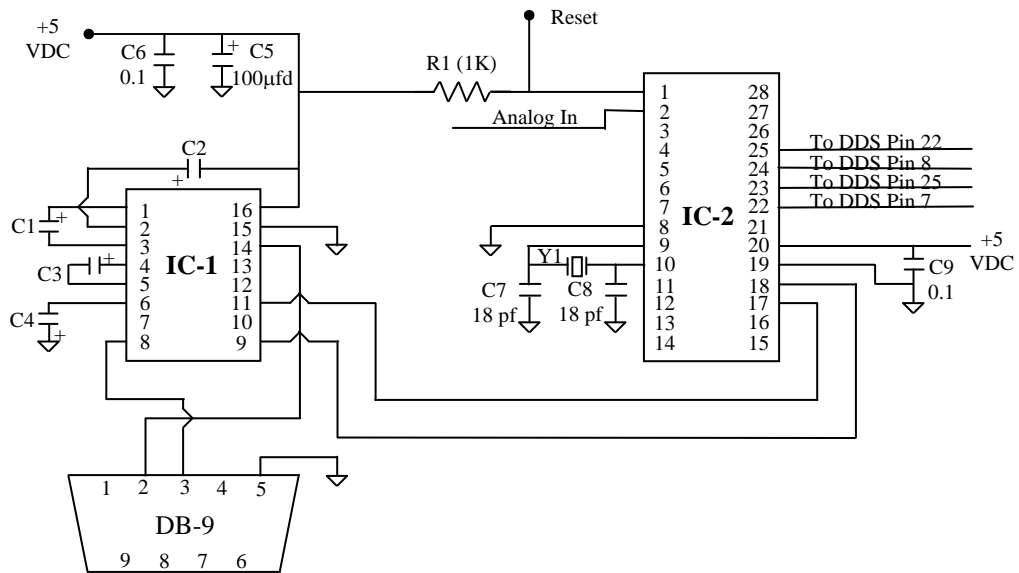 +5
VDC
C6
0.1
+
C5
100µfd
Reset
R1 (1K)
Analog In
C2
+
C1
+
C3
+
C4
+
IC-1
1
2
3
4
5
6
7
8
16
15
14
13
12
11
10
9
IC-2
1
2
3
4
5
6
7
8
9
10
11
12
13
14
28
27
26
25
24
23
22
21
20
19
18
17
16
15
To DDS Pin 22
To DDS Pin 8
To DDS Pin 25
To DDS Pin 7
Y1
C7
18 pf
C8
18 pf
+5
VDC
C9
0.1
1 2 3 4 5
DB-9
9 8 7 6